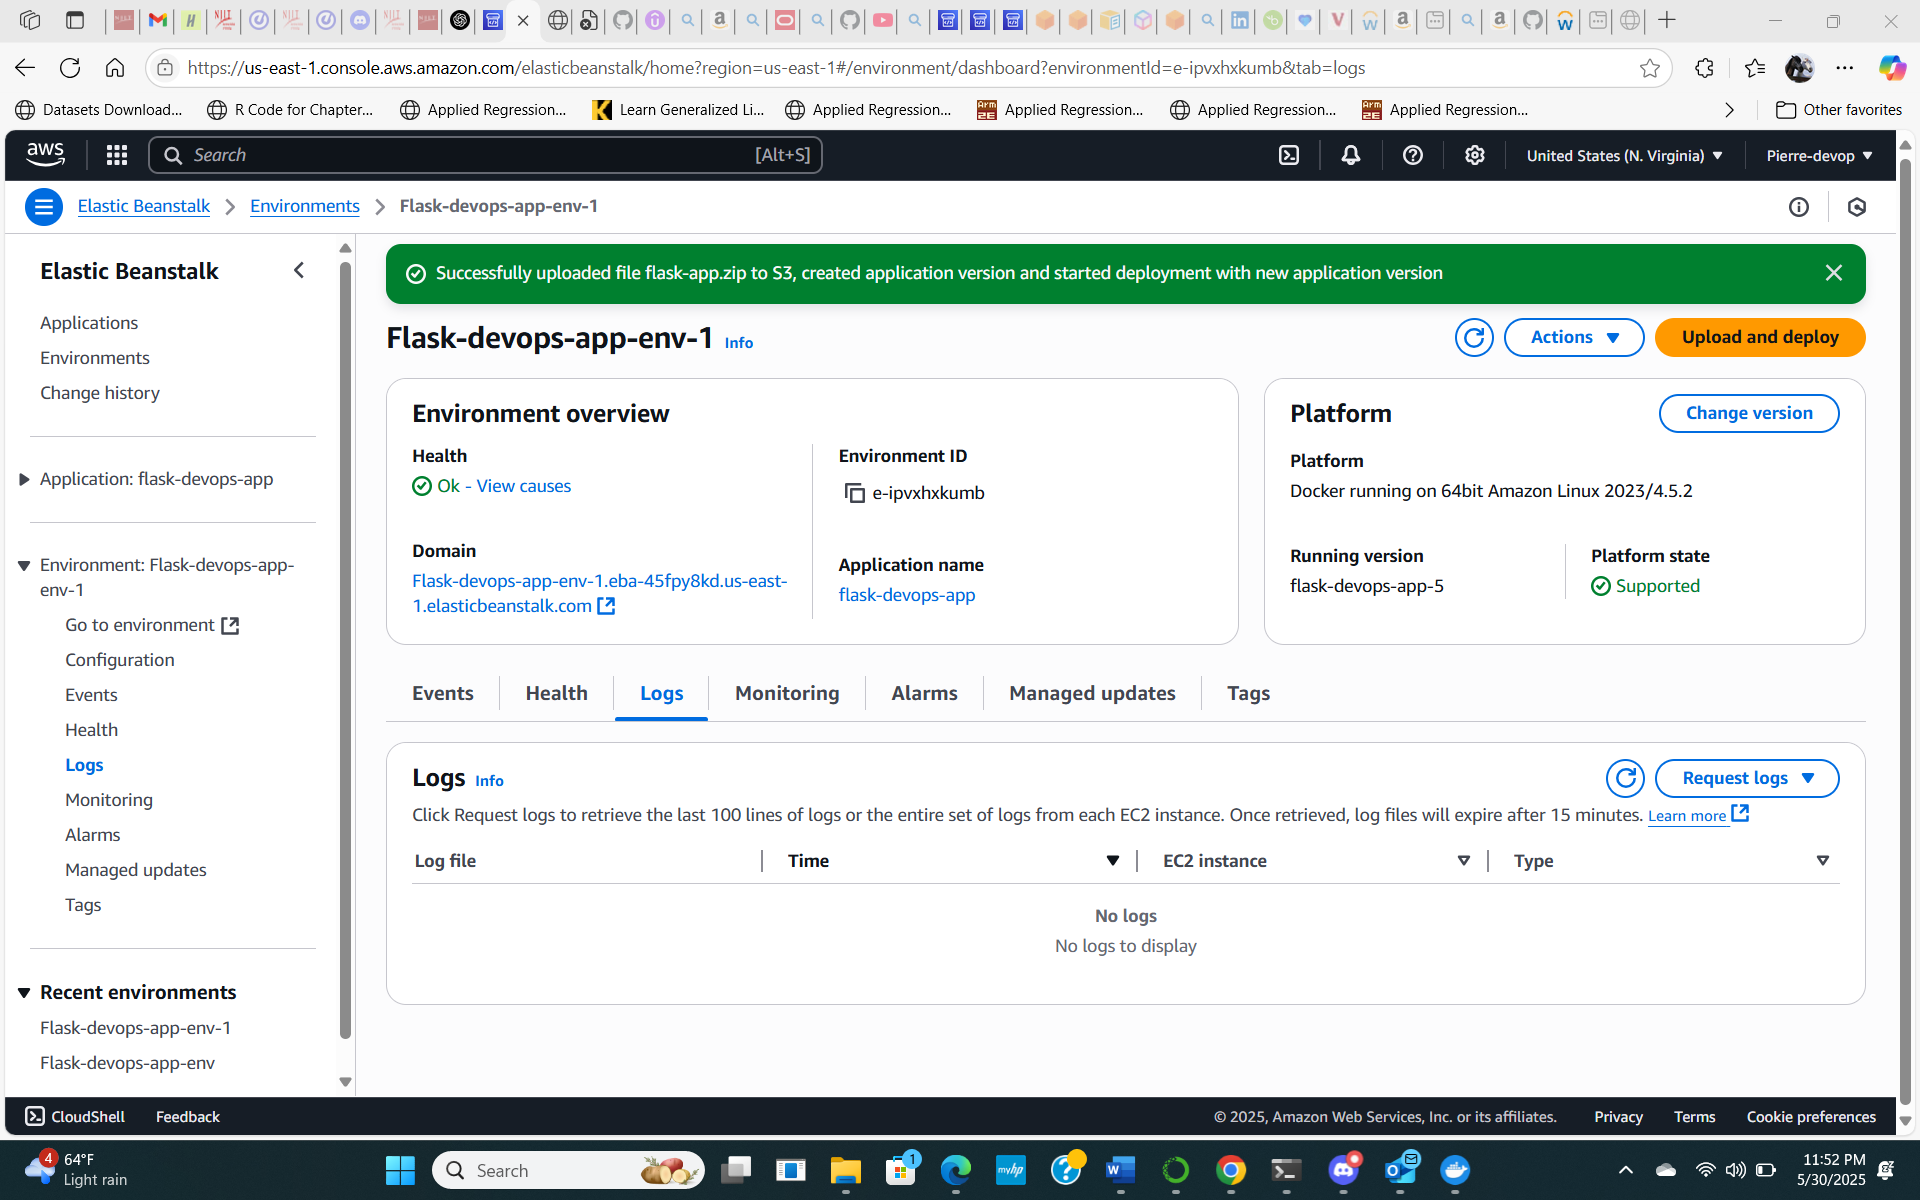 https://us-east-1.console.aws.amazon.com/elasticbeanstalk/home?region=us-east-1#/environment/dashboard?environmentId=e-ipvxhxkumb&tab=logs
Datasets Download... R Code for Chapter... Applied Regression... Learn Generalized Li... Applied Regression... Applied Regression... Applied Regression... Applied Regression... Other favorites
aws Search [Alt+S] United States (N. Virginia) Pierre-devop
Elastic Beanstalk Environments Flask-devops-app-env-1
Elastic Beanstalk
Applications
Environments
Change history
Application: flask-devops-app
Environment: Flask-devops-app-
env-1
Go to environment
Configuration
Events
Health
Logs
Monitoring
Alarms
Managed updates
Tags
Recent environments
Flask-devops-app-env-1
Flask-devops-app-env
Successfully uploaded file flask-app.zip to S3, created application version and started deployment with new application version
Flask-devops-app-env-1 Info
Actions Upload and deploy
Environment overview
Health
Ok - View causes
Domain
Flask-devops-app-env-1.eba-45fpy8kd.us-east-
1.elasticbeanstalk.com
Environment ID
e-ipvxhxkumb
Application name
flask-devops-app
Platform Change version
Platform
Docker running on 64bit Amazon Linux 2023/4.5.2
Running version
flask-devops-app-5
Platform state
Supported
Events Health Logs Monitoring Alarms Managed updates Tags
Logs Info Request logs
Click Request logs to retrieve the last 100 lines of logs or the entire set of logs from each EC2 instance. Once retrieved, log files will expire after 15 minutes. Learn more
Log file Time EC2 instance Type
No logs
No logs to display
CloudShell Feedback © 2025, Amazon Web Services, Inc. or its affiliates. Privacy Terms Cookie preferences
4 64°F
Light rain
Search
1
myhp
11:52 PM
5/30/2025